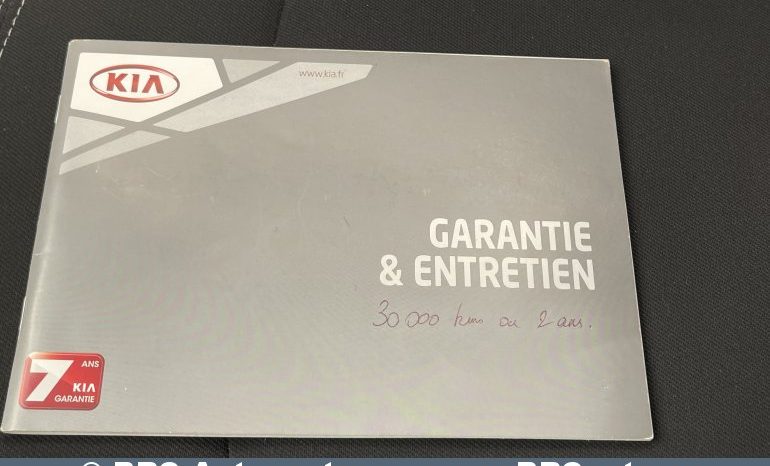 KIA
www.kia.fr
GARANTIE
& ENTRETIEN
30 000 kms ou 2 ans.
7 ANS
KIA
GARANTIE